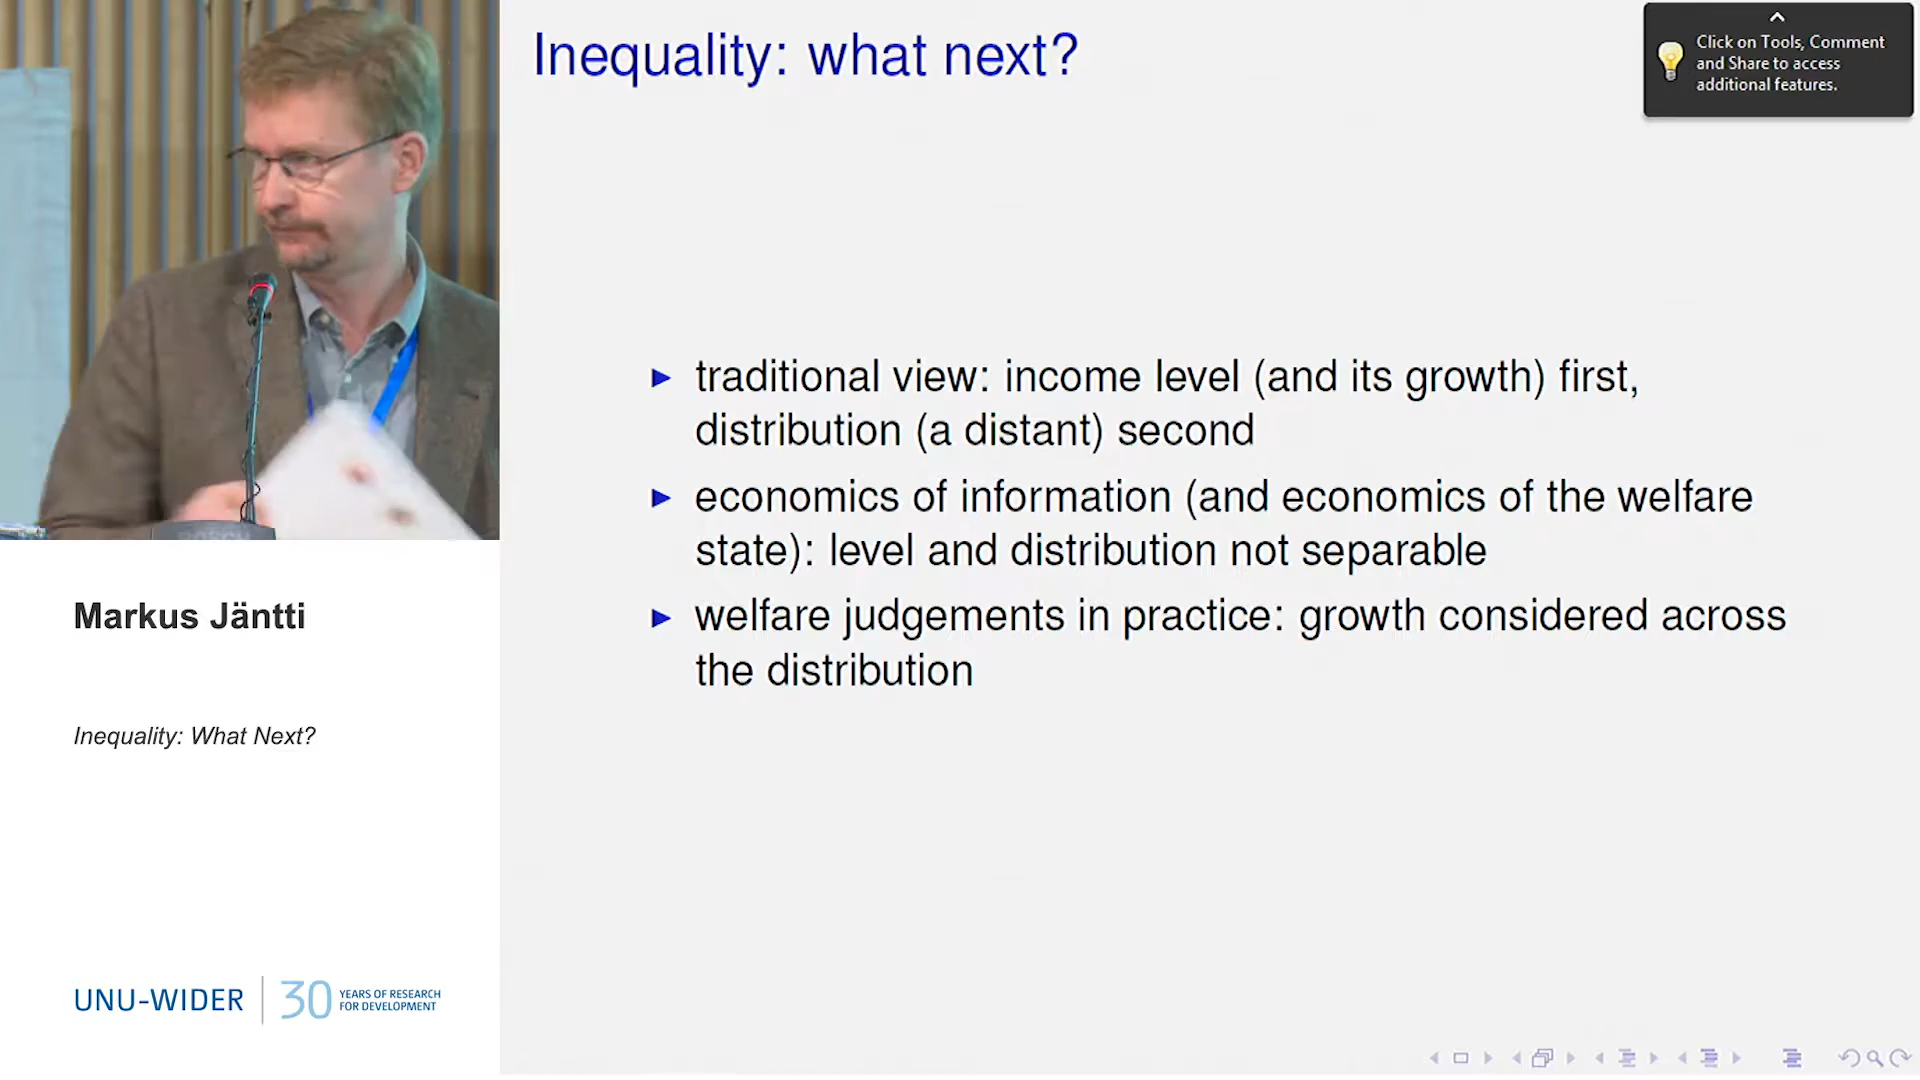 Inequality: what next?
Click on Tools, Comment
and Share to access
additional features.
traditional view: income level (and its growth) first,
distribution (a distant) second
economics of information (and economics of the welfare
state): level and distribution not separable
welfare judgements in practice: growth considered across
the distribution
Markus Jäntti
Inequality: What Next?
UNU-WIDER
30
YEARS OF RESEARCH
FOR DEVELOPMENT